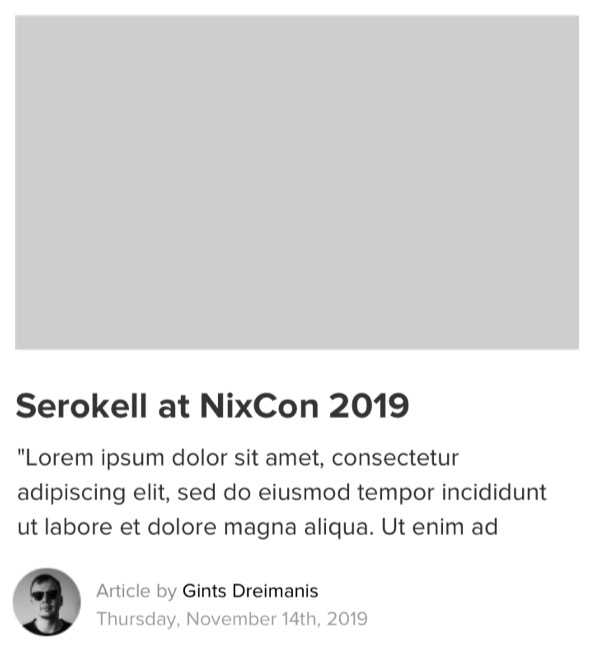 Serokell at NixCon 2019
"Lorem ipsum dolor sit amet, consectetur
adipiscing elit, sed do eiusmod tempor incididunt
ut labore et dolore magna aliqua. Ut enim ad
Article by Gints Dreimanis
Thursday, November 14th, 2019